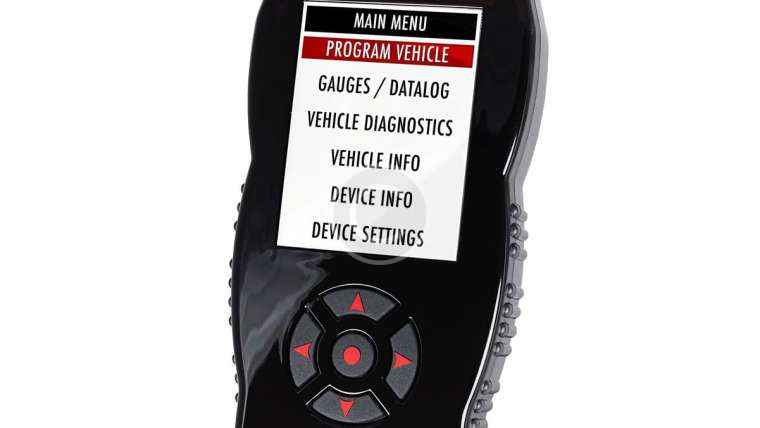 MAIN MENU
PROGRAM VEHICLE
GAUGES / DATALOG
VEHICLE DIAGNOSTICS
VEHICLE INFO
DEVICE INFO
DEVICE SETTINGS